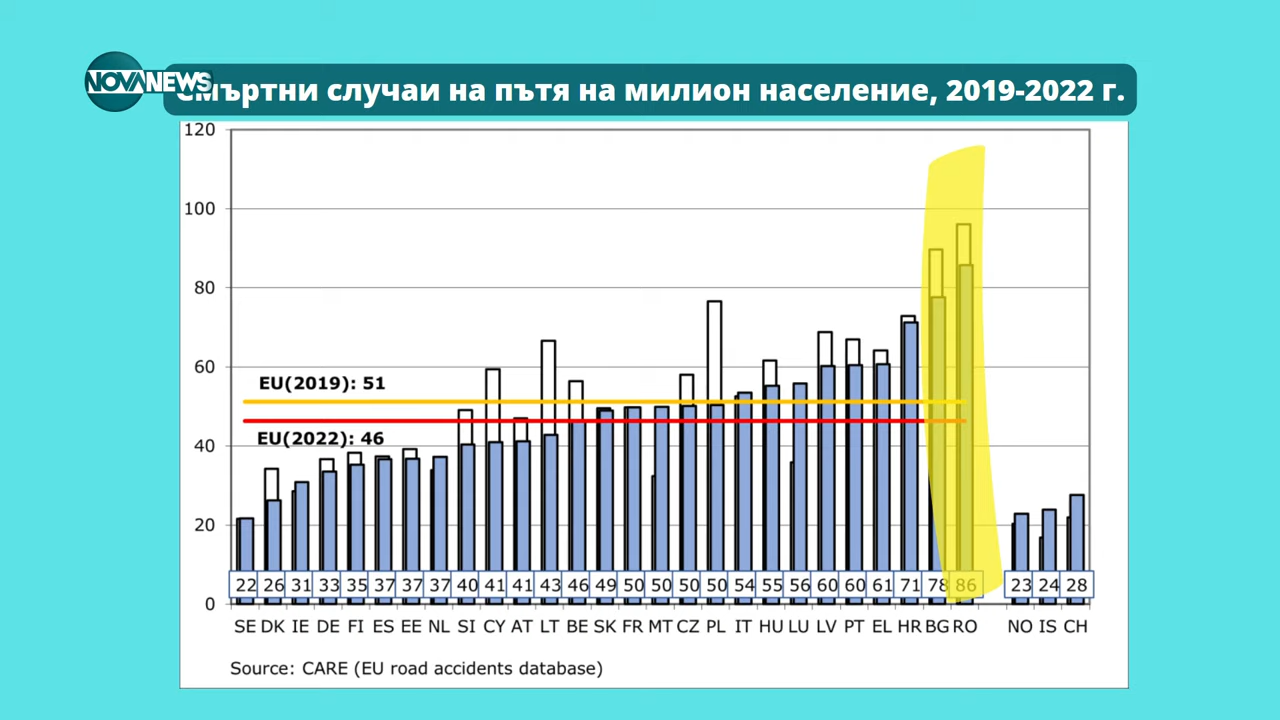 NOVANEWS
Смъртни случаи на пътя на милион население, 2019-2022 г.
120
100
80
60
EU(2019): 51
EU(2022): 46
40
20
22 26 31 33 35 37 37 37 40 41 41 43 46 49 50 50 50 50 54 55 56 60 60 61 71 78 86 23 24 28
0
SE DK IE DE FI ES EE NL SI CY AT LT BE SK FR MT CZ PL IT HU LU LV PT EL HR BG RO NO IS CH
Source: CARE (EU road accidents database)